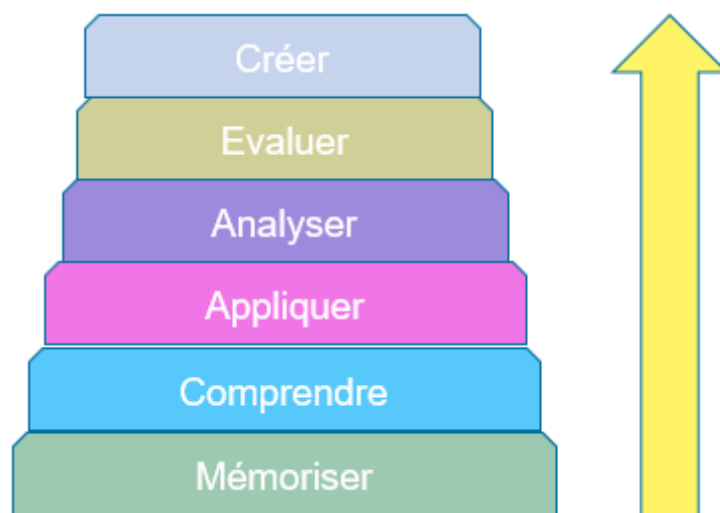 Créer
Evaluer
Analyser
Appliquer
Comprendre
Mémoriser